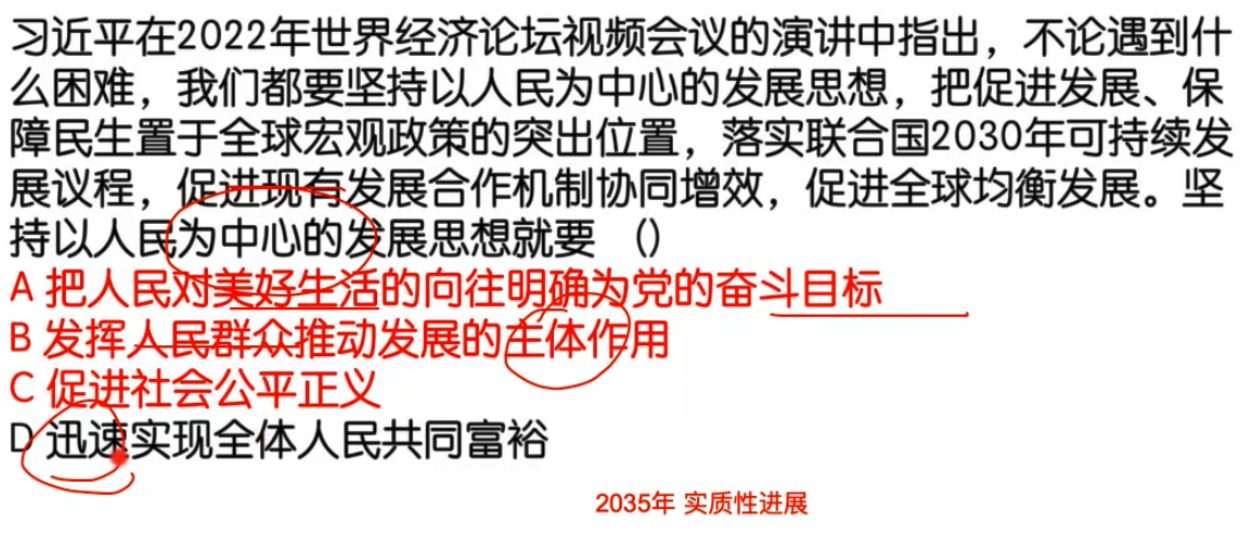 习近平在2022年世界经济论坛视频会议的演讲中指出，不论遇到什
么困难，我们都要坚持以人民为中心的发展思想，把促进发展、保
障民生置于全球宏观政策的突出位置，落实联合国2030年可持续发
展议程，促进现有发展合作机制协同增效，促进全球均衡发展。坚
持以人民为中心的发展思想就要 （）
A 把人民对美好生活的向往明确为党的奋斗目标
B 发挥人民群众推动发展的主体作用
C 促进社会公平正义
D 迅速实现全体人民共同富裕
2035年 实质性进展